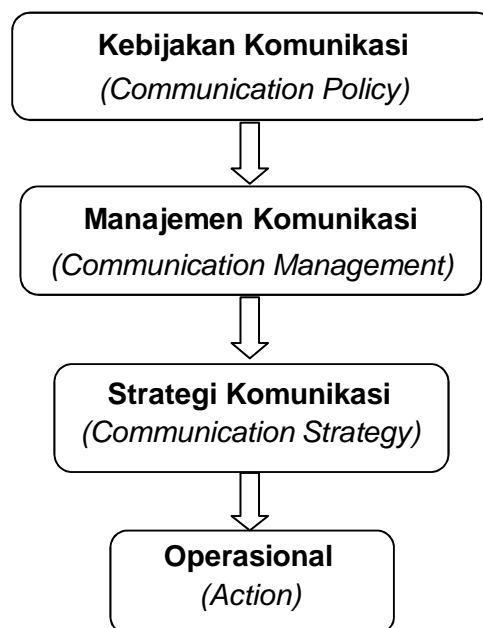 Kebijakan Komunikasi
(Communication Policy)
Manajemen Komunikasi
(Communication Management)
Strategi Komunikasi
(Communication Strategy)
Operasional
(Action)